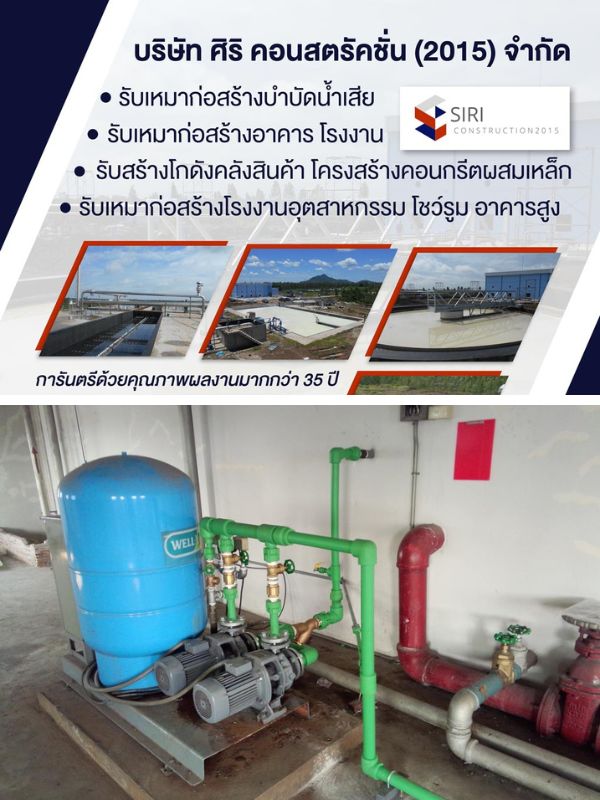 บริษัท ศิริ คอนสตรัคชั่น (2015) จำกัด
• รับเหมาก่อสร้างบำบัดน้ำเสีย
SIRI
CONSTRUCTION2015
• รับเหมาก่อสร้างอาคาร โรงงาน
• รับสร้างโกดังคลังสินค้า โครงสร้างคอนกรีตผสมเหล็ก
• รับเหมาก่อสร้างโรงงานอุตสาหกรรม โชว์รูม อาคารสูง
การันตรีด้วยคุณภาพผลงานมากกว่า 35 ปี
WELL